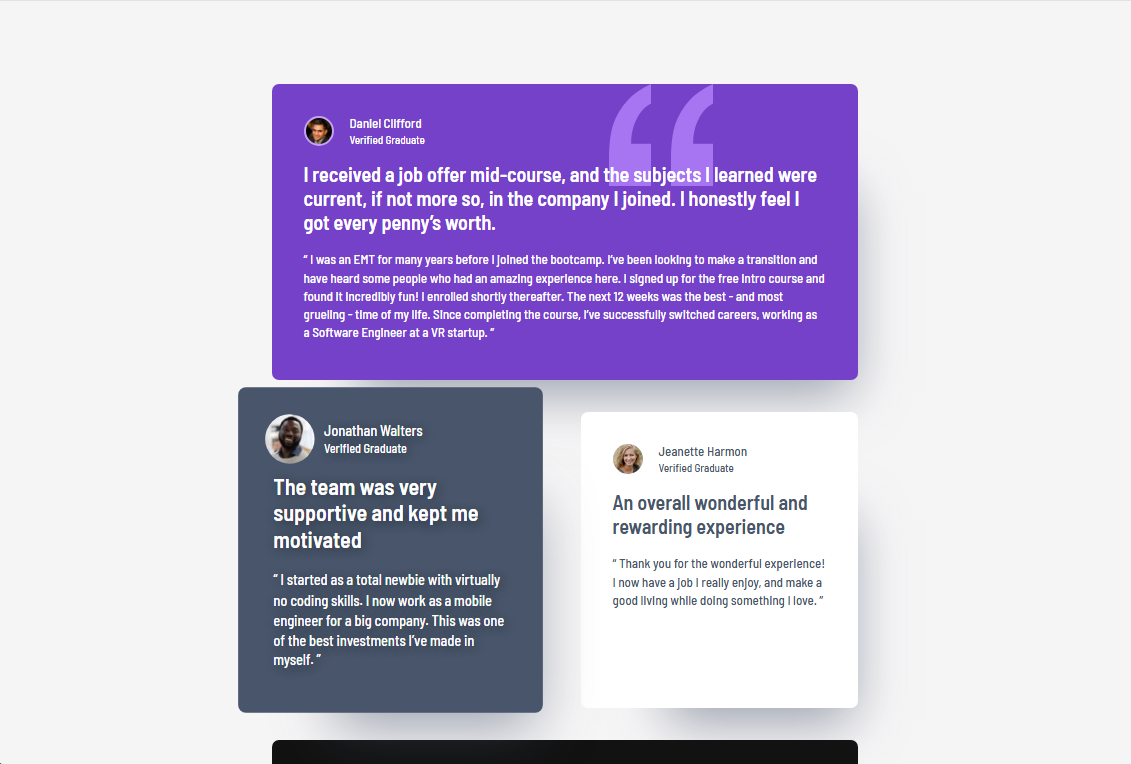 Daniel Clifford
Verified Graduate
I received a job offer mid-course, and the subjects I learned were
current, if not more so, in the company I joined. I honestly feel I
got every penny’s worth.
“ I was an EMT for many years before I joined the bootcamp. I’ve been looking to make a transition and
have heard some people who had an amazing experience here. I signed up for the free intro course and
found it incredibly fun! I enrolled shortly thereafter. The next 12 weeks was the best - and most
grueling - time of my life. Since completing the course, I’ve successfully switched careers, working as
a Software Engineer at a VR startup. ”
Jonathan Walters
Verified Graduate
The team was very
supportive and kept me
motivated
“ I started as a total newbie with virtually
no coding skills. I now work as a mobile
engineer for a big company. This was one
of the best investments I’ve made in
myself. ”
Jeanette Harmon
Verified Graduate
An overall wonderful and
rewarding experience
“ Thank you for the wonderful experience!
I now have a job I really enjoy, and make a
good living while doing something I love. ”